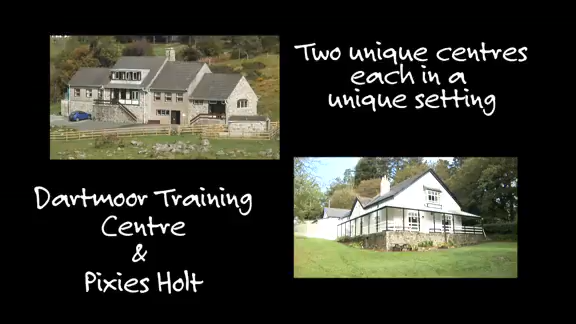 Two unique centres
each in a
unique setting
Dartmoor Training
Centre
&
Pixies Holt